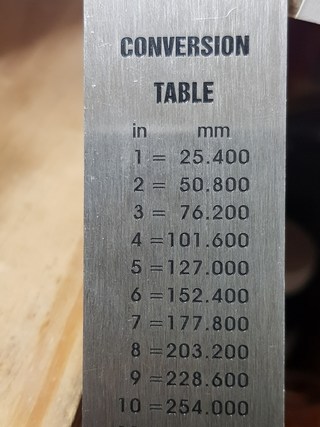 CONVERSION
TABLE
in mm
1 = 25.400
2 = 50.800
3 = 76.200
4 =101.600
5 =127.000
6 =152.400
7 =177.800
8 =203.200
9 =228.600
10 =254.000